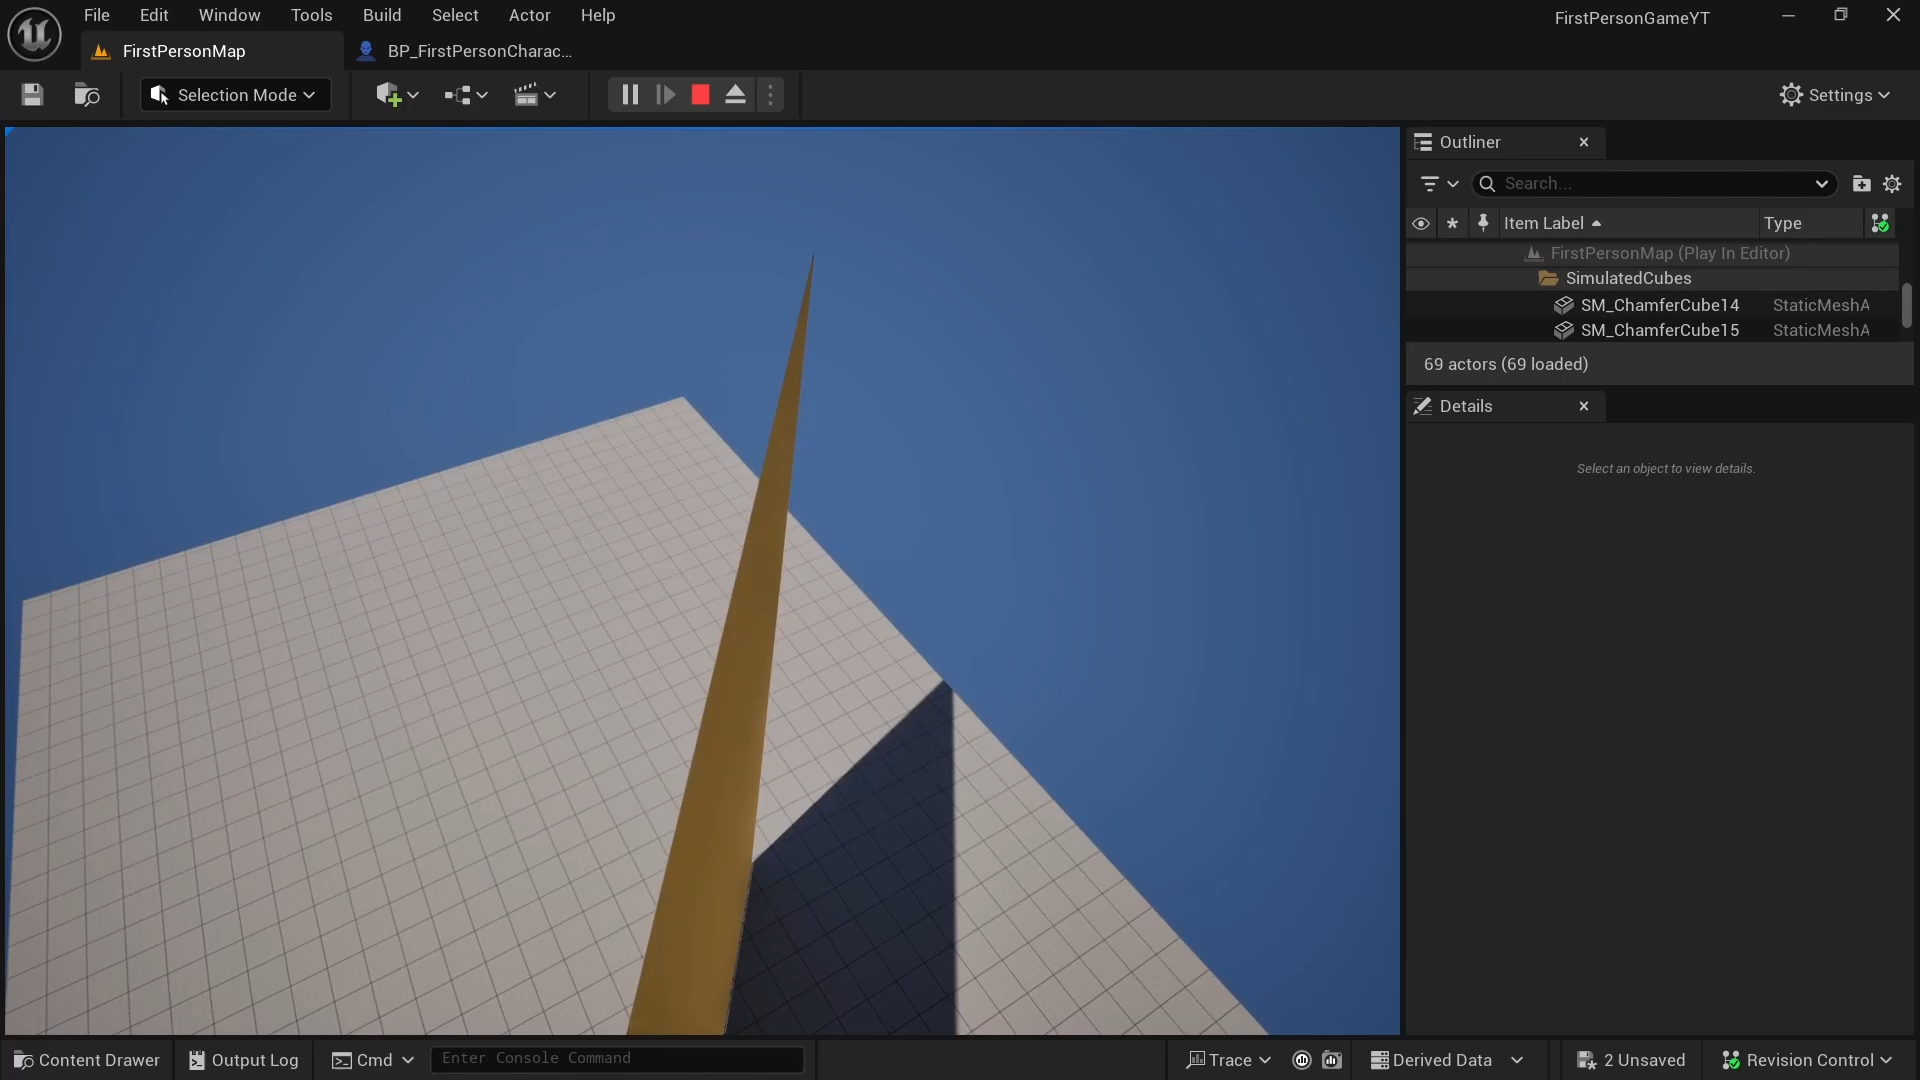 File Edit Window Tools Build Select Actor Help
FirstPersonGameYT
FirstPersonMap
BP_FirstPersonCharac...
Selection Mode
Settings
Outliner
Search...
Item Label
Type
FirstPersonMap (Play In Editor)
SimulatedCubes
SM_ChamferCube14 StaticMeshA
SM_ChamferCube15 StaticMeshA
69 actors (69 loaded)
Details
Select an object to view details.
Content Drawer
Output Log
Cmd
Enter Console Command
Trace
Derived Data
2 Unsaved
Revision Control